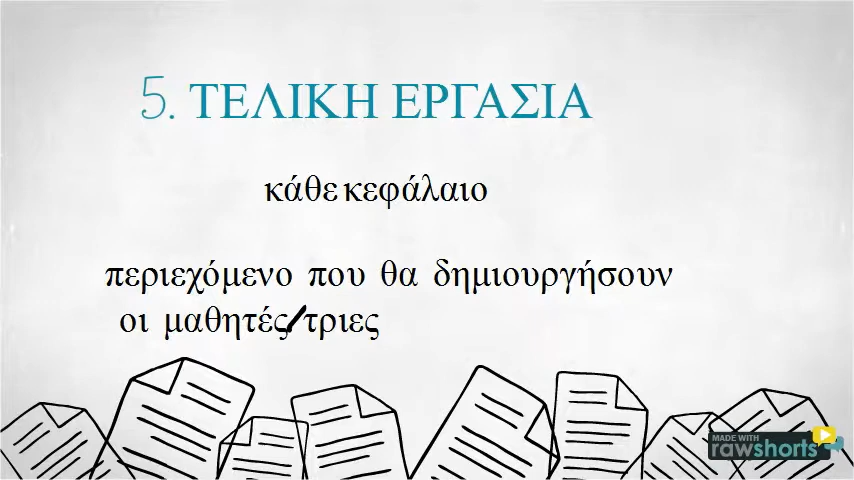 5. ΤΕΛΙΚΗ ΕΡΓΑΣΙΑ
κάθε κεφάλαιο
περιεχόμενο που θα δημιουργήσουν
οι μαθητές/τριες
MADE WITH
rawshorts